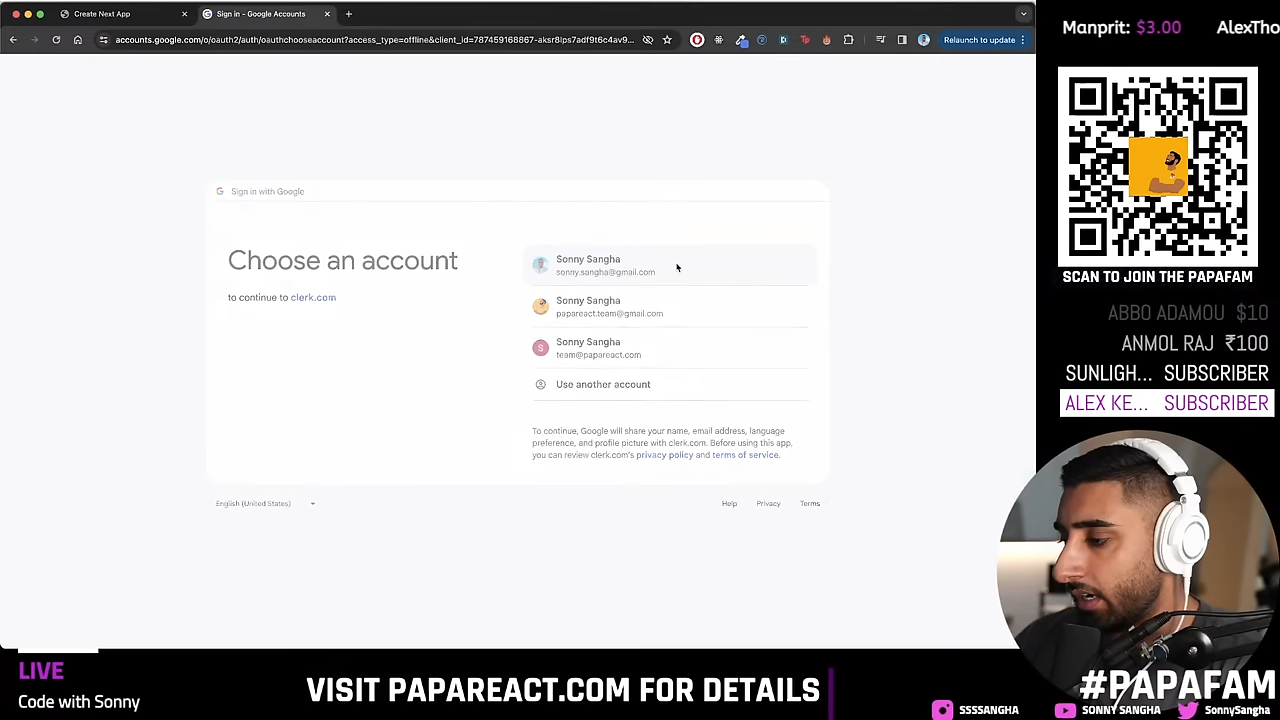 Create Next App
Sign in - Google Accounts
accounts.google.com/o/oauth2/auth/oauthchooseaccount?access_type=offline&client_id=787459168867-aksr8lps7adf9t6c4av9...
Relaunch to update
Sign in with Google
Choose an account
to continue to clerk.com
Sonny Sangha
sonny.sangha@gmail.com
Sonny Sangha
papareact.team@gmail.com
S
Sonny Sangha
team@papareact.com
Use another account
To continue, Google will share your name, email address, language
preference, and profile picture with clerk.com. Before using this app,
you can review clerk.com's privacy policy and terms of service.
English (United States)
Help
Privacy
Terms
Manprit: $3.00
AlexTho
SCAN TO JOIN THE PAPAFAM
ABBO ADAMOU $10
ANMOL RAJ ₹100
SUNLIGH... SUBSCRIBER
ALEX KE... SUBSCRIBER
LIVE
Code with Sonny
VISIT PAPAREACT.COM FOR DETAILS
#PAPAFAM
SSSSANGHA
SONNY SANGHA
SonnySangha